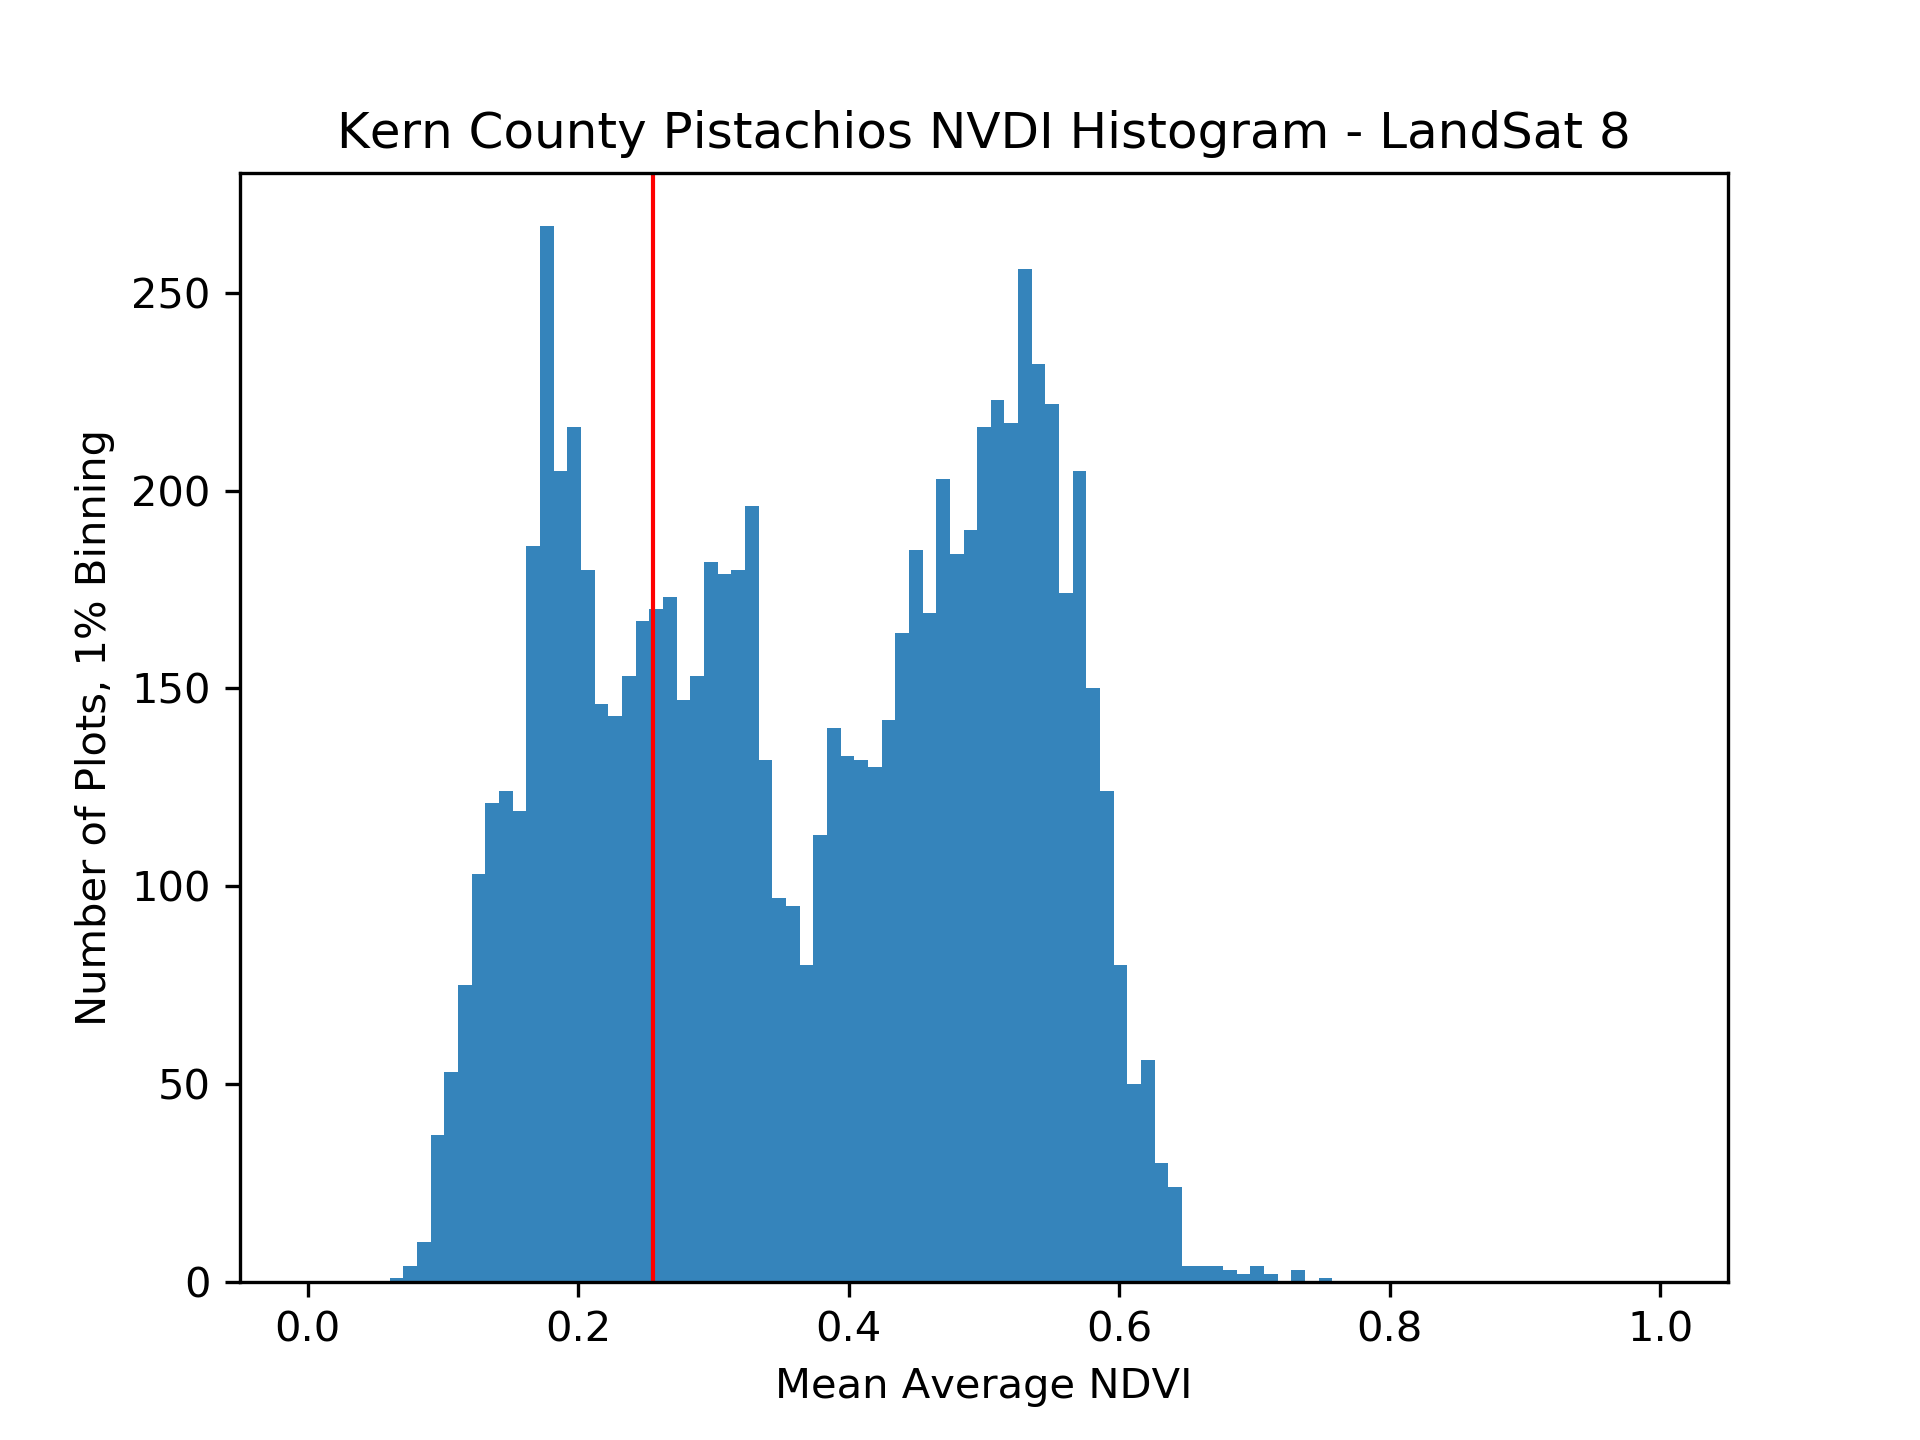 Kern County Pistachios NVDI Histogram - LandSat 8
Number of Plots, 1% Binning
250
200
150
100
50
0
0.0 0.2 0.4 0.6 0.8 1.0
Mean Average NDVI